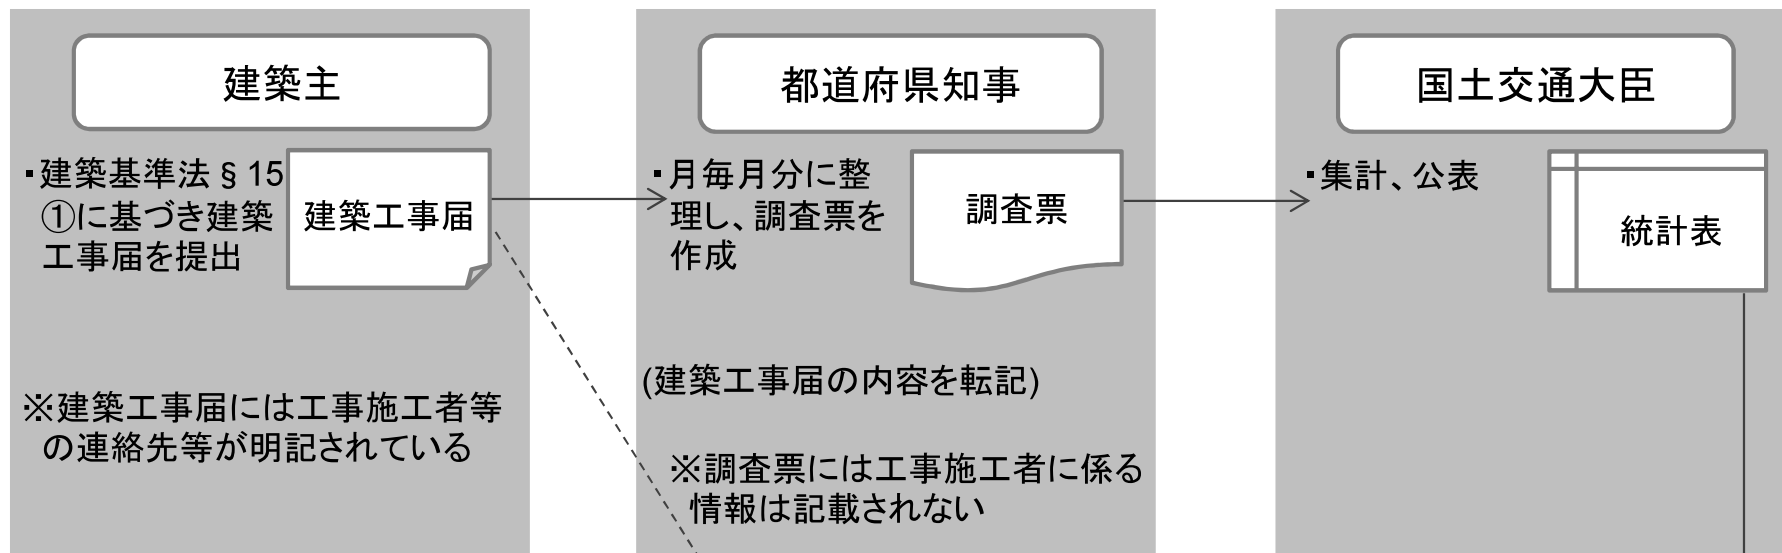 建築主
・建築基準法§15
①に基づき建築
工事届を提出
建築工事届
※建築工事届には工事施工者等
の連絡先等が明記されている
都道府県知事
・月毎月分に整
理し、調査票を
作成
調査票
(建築工事届の内容を転記)
※調査票には工事施工者に係る
情報は記載されない
国土交通大臣
・集計、公表
統計表